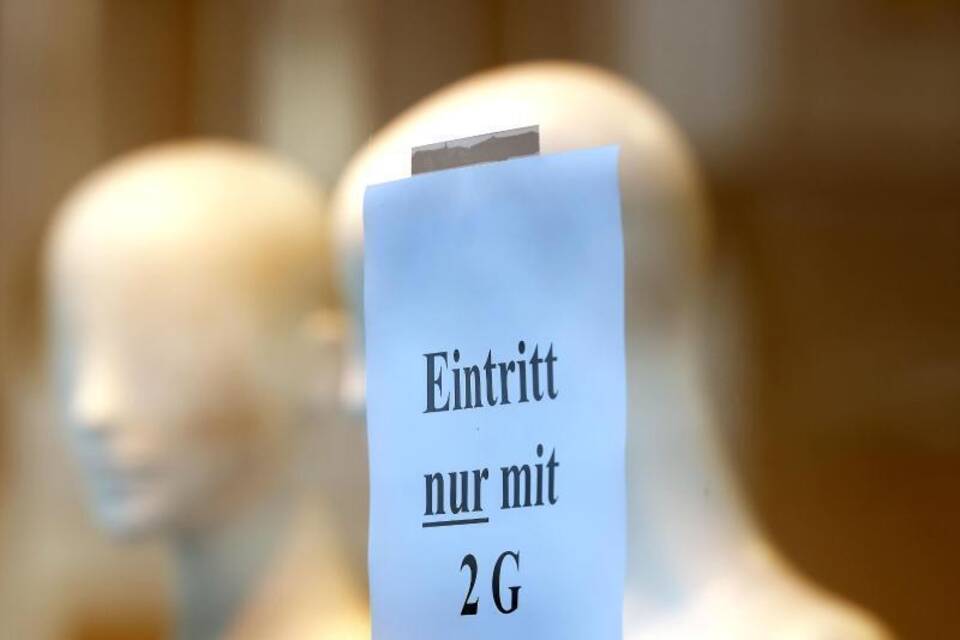 Eintritt
nur mit
2 G